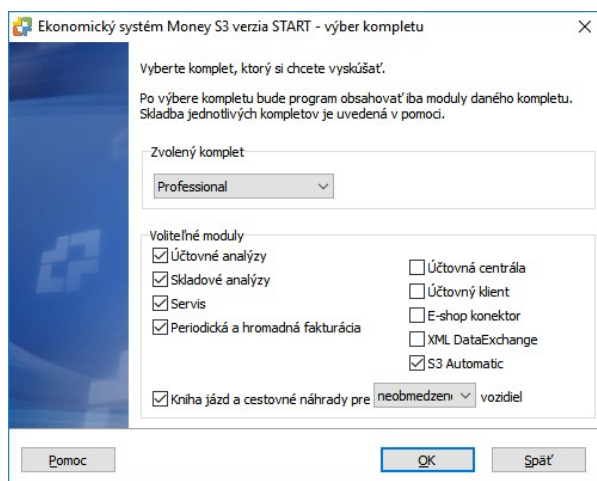 Ekonomický systém Money S3 verzia START - výber kompletu
Vyberte komplet, ktorý si chcete vyskúšať.
Po výbere kompletu bude program obsahovať iba moduly daného kompletu.
Skladba jednotlivých kompletov je uvedená v pomoci.
Zvolený komplet
Professional
Voliteľné moduly
Účtovné analýzy
Skladové analýzy
Servis
Periodická a hromadná fakturácia
Účtovná centrála
Účtovný klient
E-shop konektor
XML DataExchange
S3 Automatic
Kniha jázd a cestovné náhrady pre neobmedzen vozidiel
Pomoc
OK
Späť